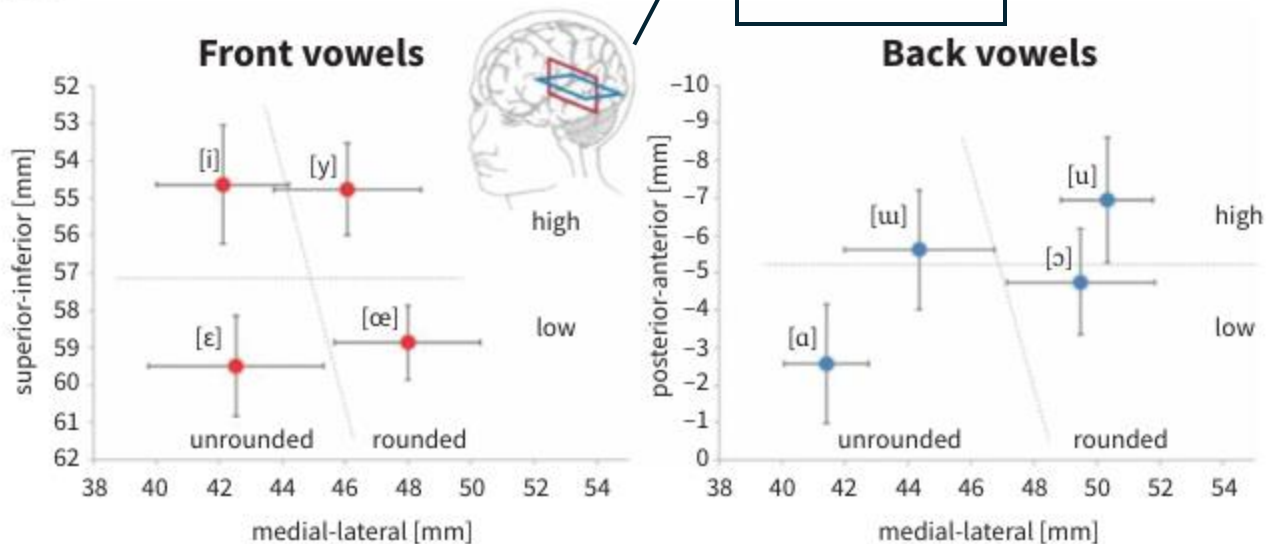 Front vowels
52
53
54
55
56
57
58
59
60
61
62
superior-inferior [mm]
[i]
[y]
[ɛ]
[œ]
high
low
unrounded
rounded
38 40 42 44 46 48 50 52 54
medial-lateral [mm]
Back vowels
−10
−9
−8
−7
−6
−5
−4
−3
−2
−1
0
posterior-anterior [mm]
[ɯ]
[u]
[ɔ]
[ɑ]
high
low
unrounded
rounded
38 40 42 44 46 48 50 52 54
medial-lateral [mm]